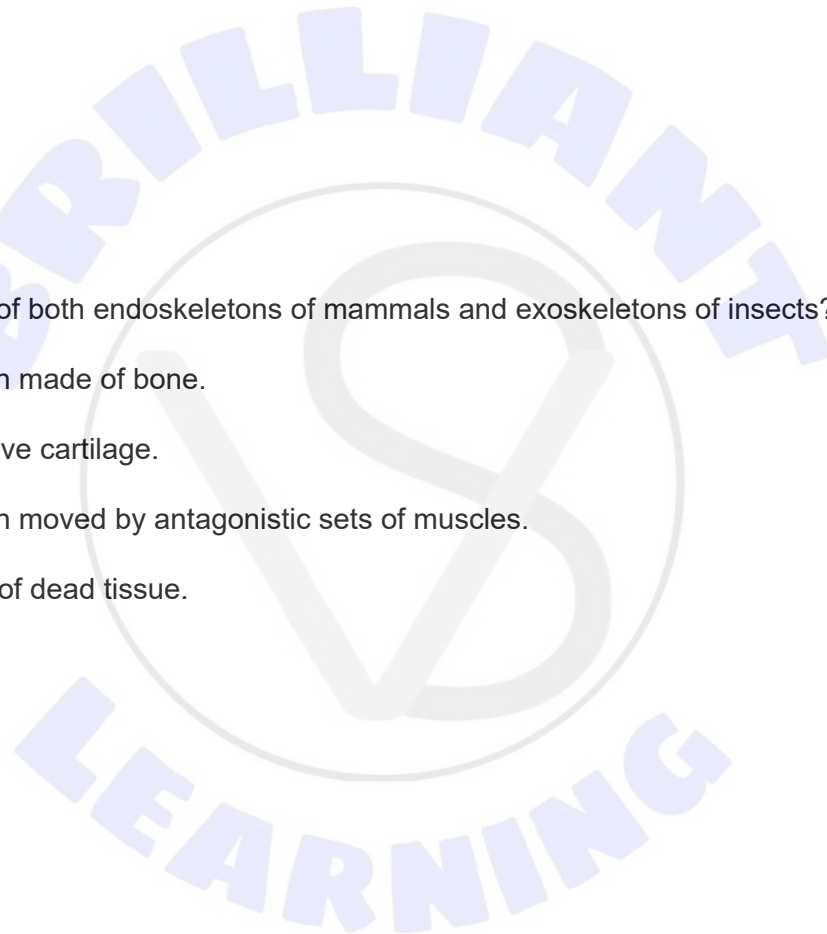 BRILLIANT
of both endoskeletons of mammals and exoskeletons of insects?
n made of bone.
ve cartilage.
n moved by antagonistic sets of muscles.
of dead tissue.
VS
LEARNING